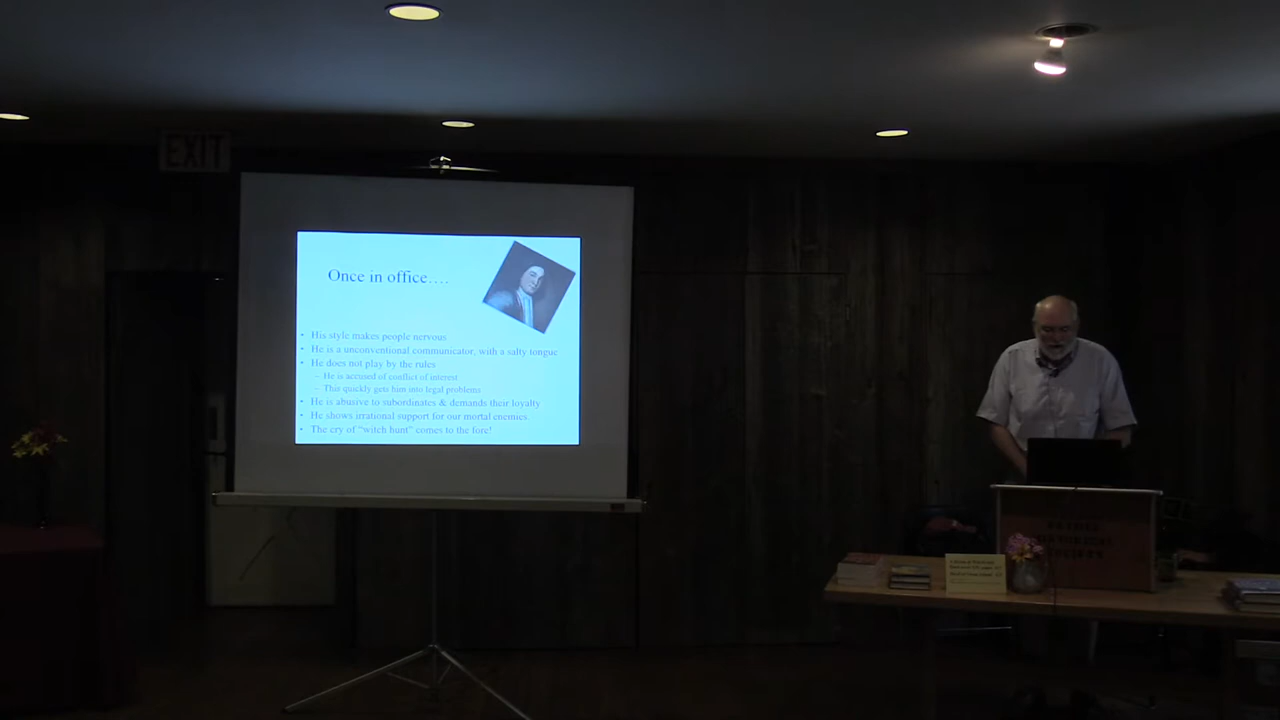 EXIT
Once in office….
• His style makes people nervous
• He is a unconventional communicator, with a salty tongue
• He does not play by the rules
– He is accused of conflict of interest
– This quickly gets him into legal problems
• He is abusive to subordinates & demands their loyalty
• He shows irrational support for our mortal enemies.
• The cry of “witch hunt” comes to the fore!
HISTORICAL
SOCIETY